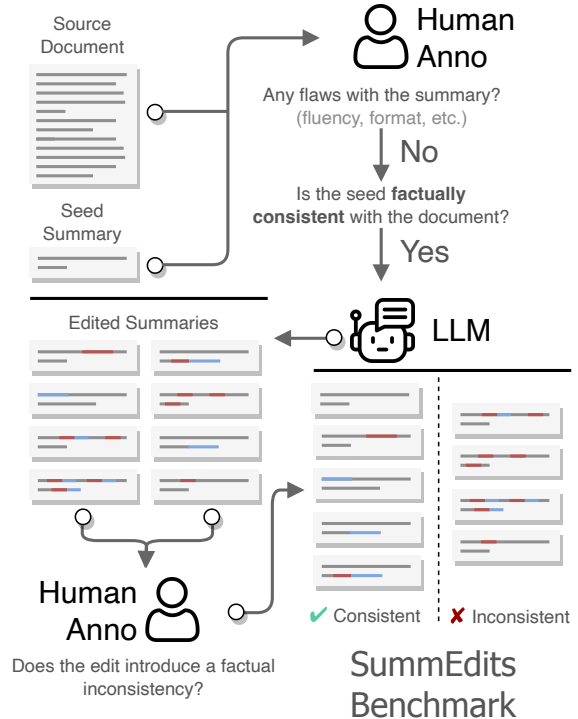 Source
Document
Human
Anno
Any flaws with the summary?
(fluency, format, etc.)
No
Is the seed factually
consistent with the document?
Yes
Seed
Summary
LLM
Edited Summaries
Human
Anno
Does the edit introduce a factual
inconsistency?
✔ Consistent
✘ Inconsistent
SummEdits
Benchmark